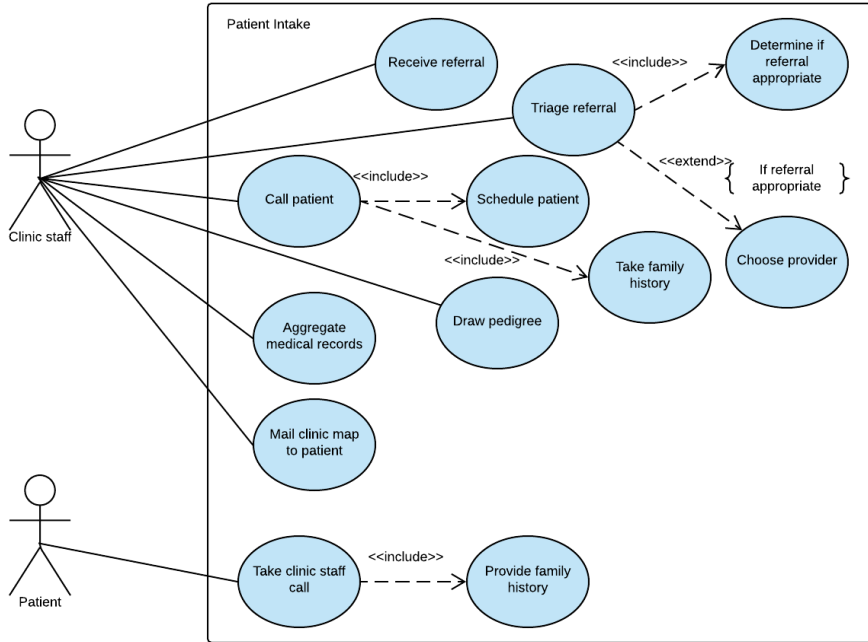 Patient Intake
Receive referral
<<include>>
Determine if
referral
appropriate
Triage referral
<<extend>>
If referral
appropriate
<<include>>
Call patient
Schedule patient
Clinic staff
<<include>>
Take family
history
Choose provider
Aggregate
medical records
Draw pedigree
Mail clinic map
to patient
<<include>>
Take clinic staff
call
Provide family
history
Patient